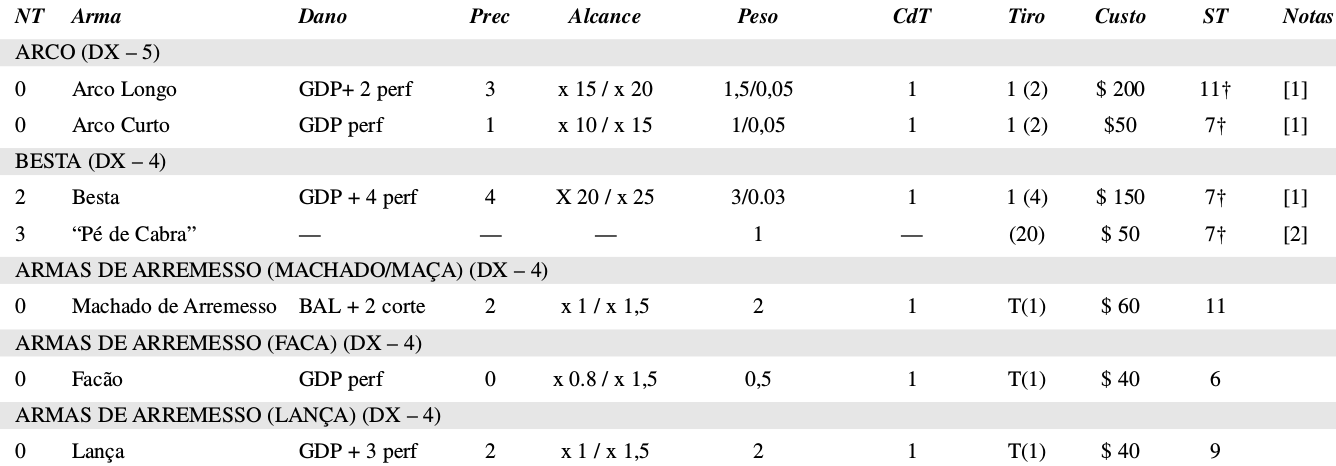 NT Arma Dano Prec Alcance Peso CdT Tiro Custo ST Notas
ARCO (DX – 5)
0 Arco Longo GDP+ 2 perf 3 x 15 / x 20 1,5/0,05 1 1 (2) $ 200 11† [1]
0 Arco Curto GDP perf 1 x 10 / x 15 1/0,05 1 1 (2) $50 7† [1]
BESTA (DX – 4)
2 Besta GDP + 4 perf 4 X 20 / x 25 3/0.03 1 1 (4) $ 150 7† [1]
3 “Pé de Cabra” — — — 1 — (20) $ 50 7† [2]
ARMAS DE ARREMESSO (MACHADO/MAÇA) (DX – 4)
0 Machado de Arremesso BAL + 2 corte 2 x 1 / x 1,5 2 1 T(1) $ 60 11
ARMAS DE ARREMESSO (FACA) (DX – 4)
0 Facão GDP perf 0 x 0.8 / x 1,5 0,5 1 T(1) $ 40 6
ARMAS DE ARREMESSO (LANÇA) (DX – 4)
0 Lança GDP + 3 perf 2 x 1 / x 1,5 2 1 T(1) $ 40 9